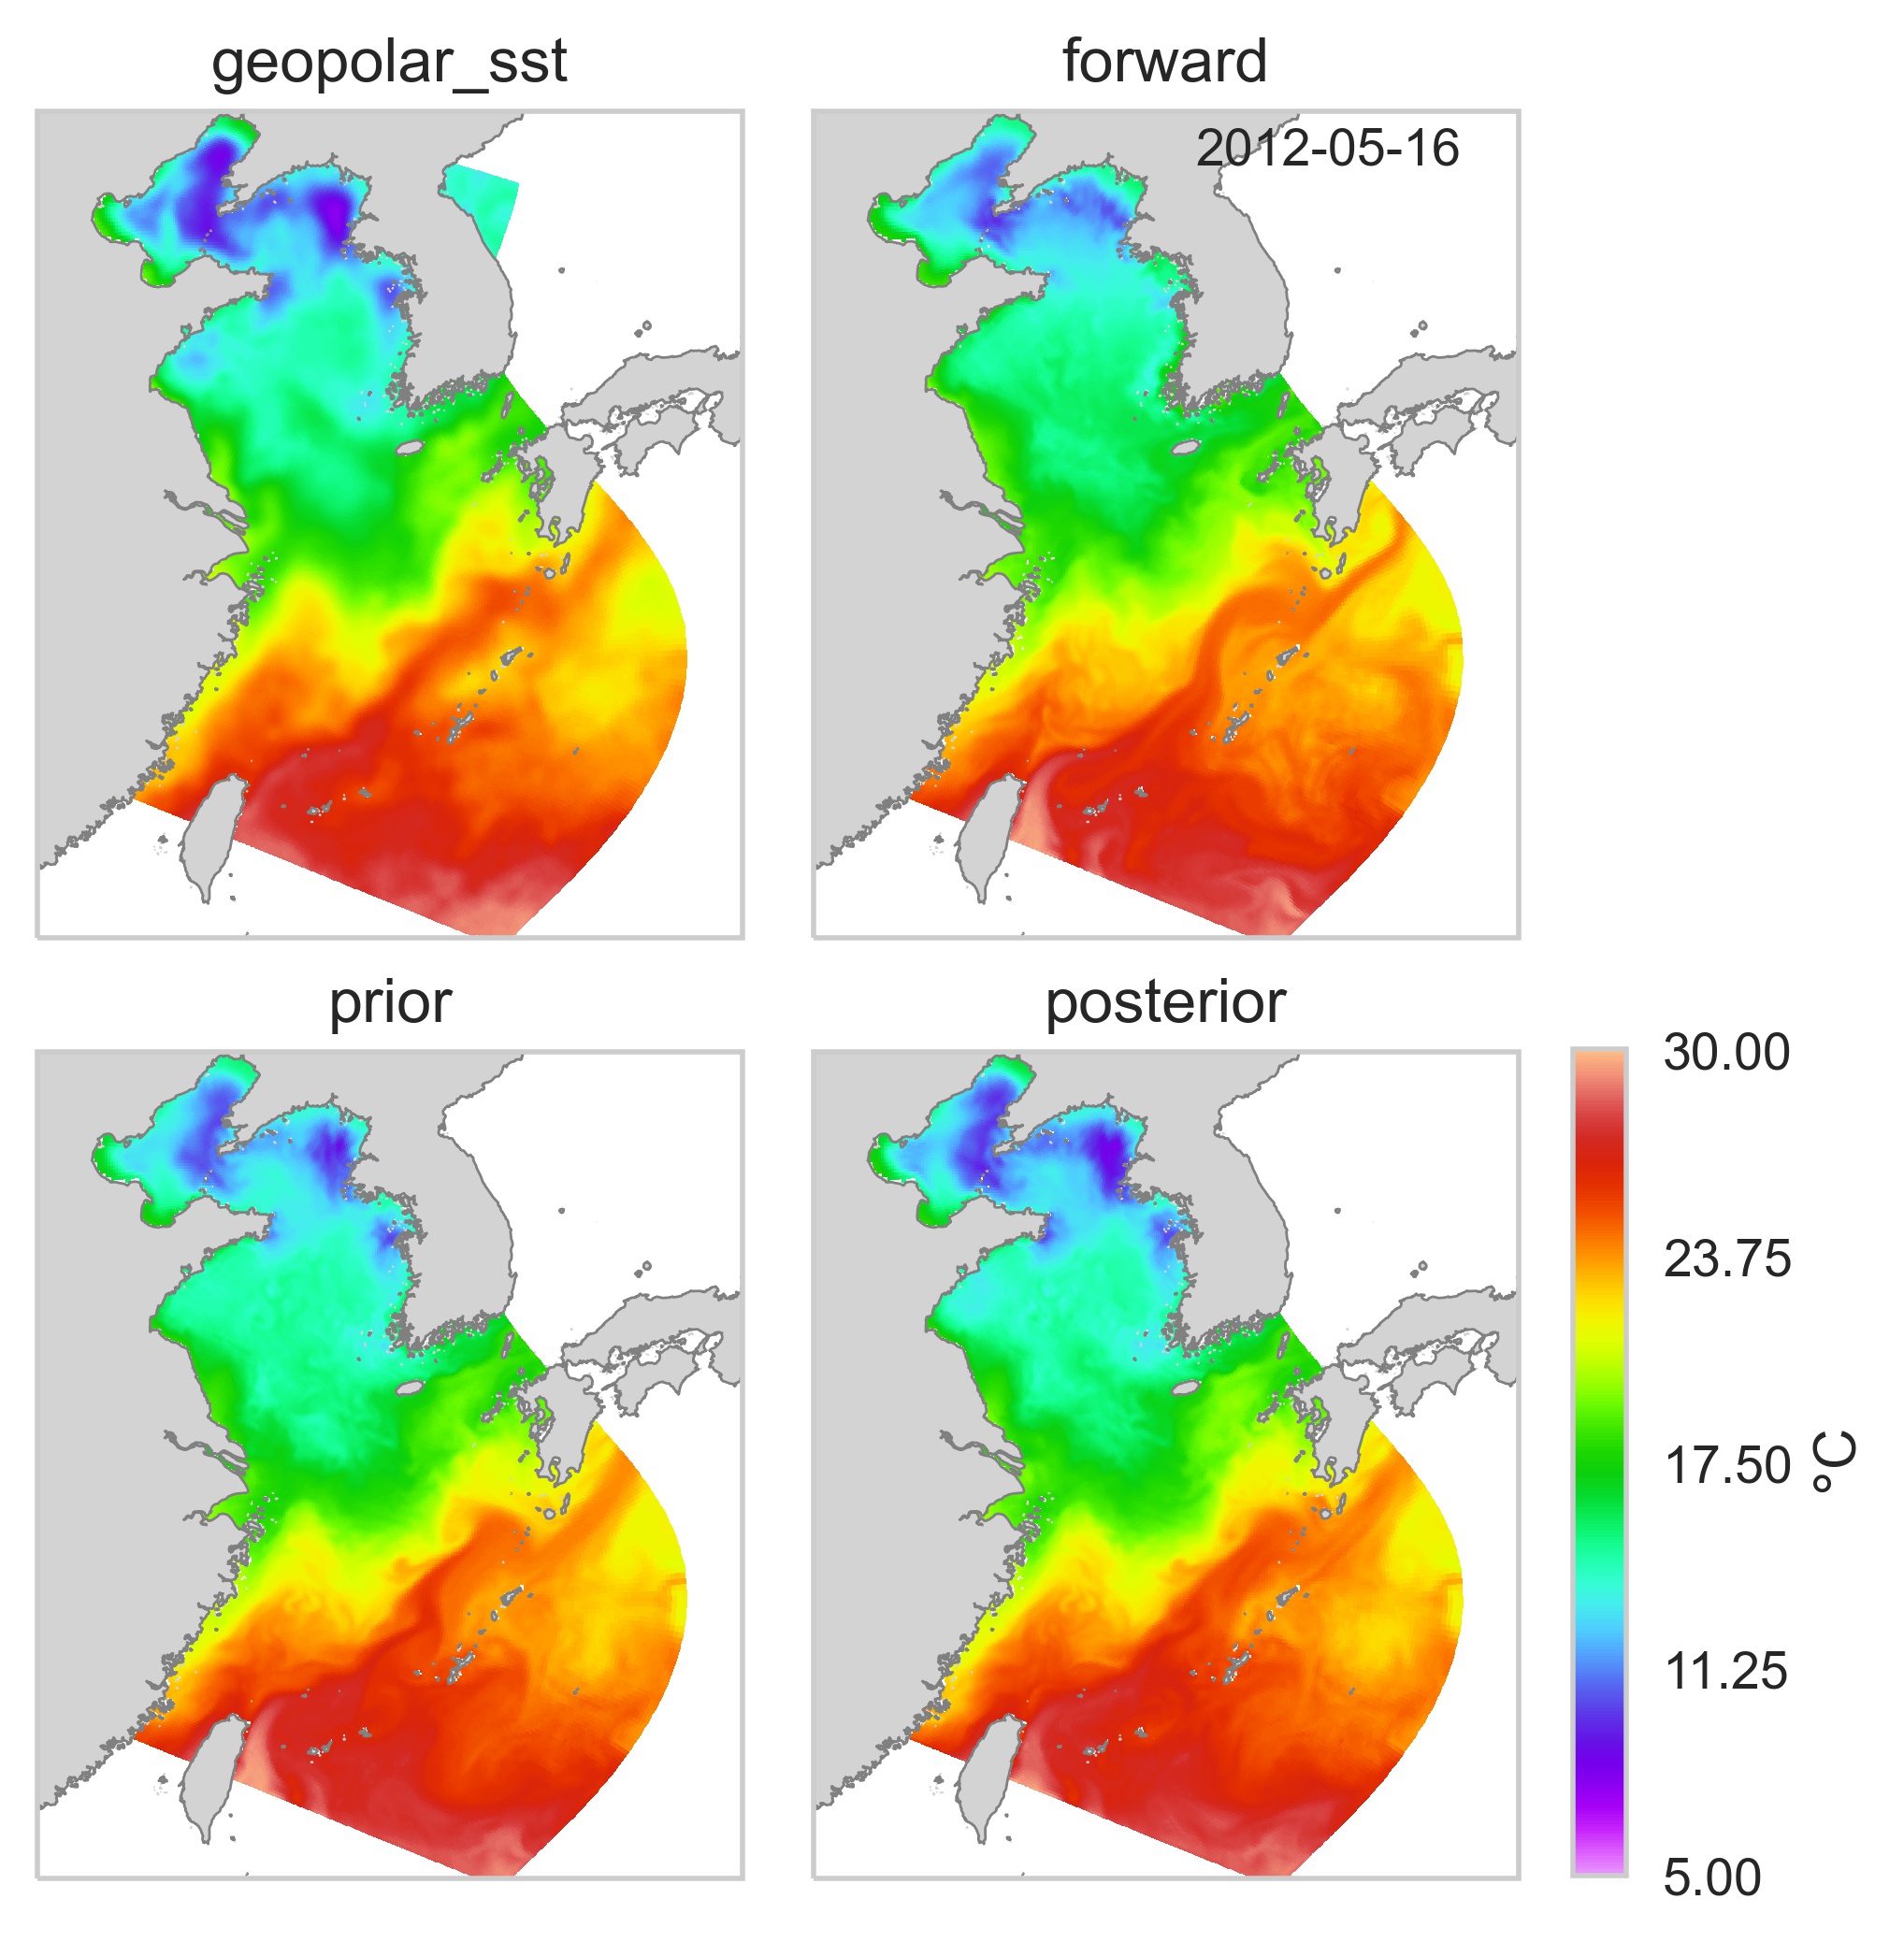 geopolar_sst
forward
2012-05-16
prior
posterior
30.00
23.75
17.50
11.25
5.00
°C